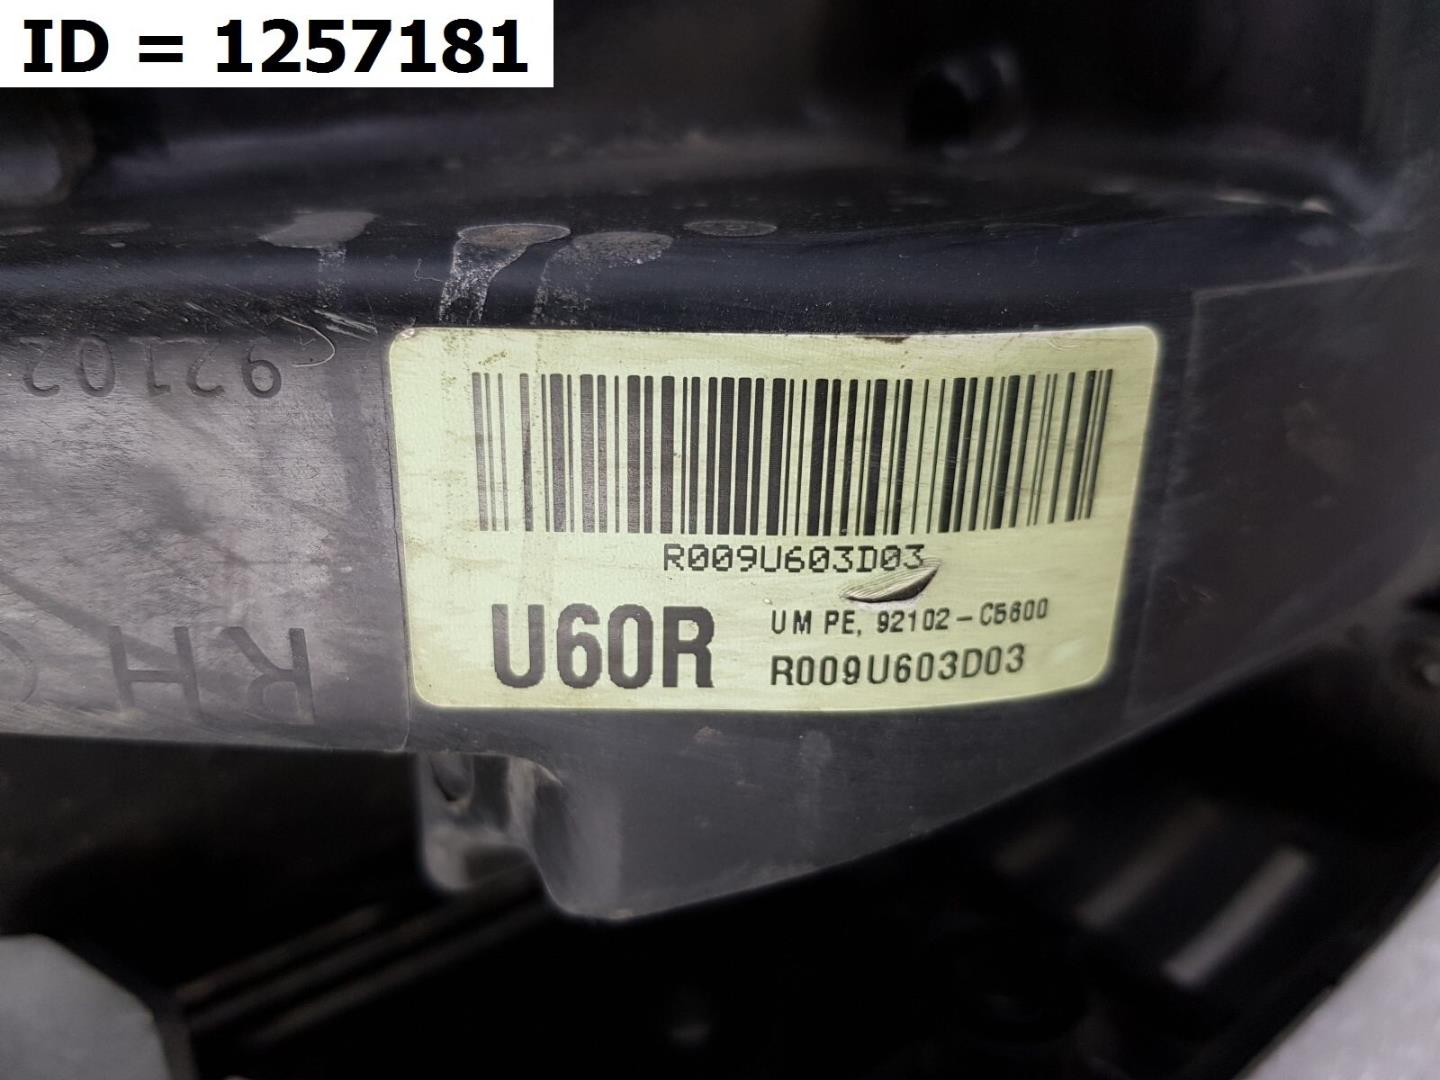 ID = 1257181
92102
R009U603D03
U60R
UM PE, 92102-C5600
R009U603D03
RH